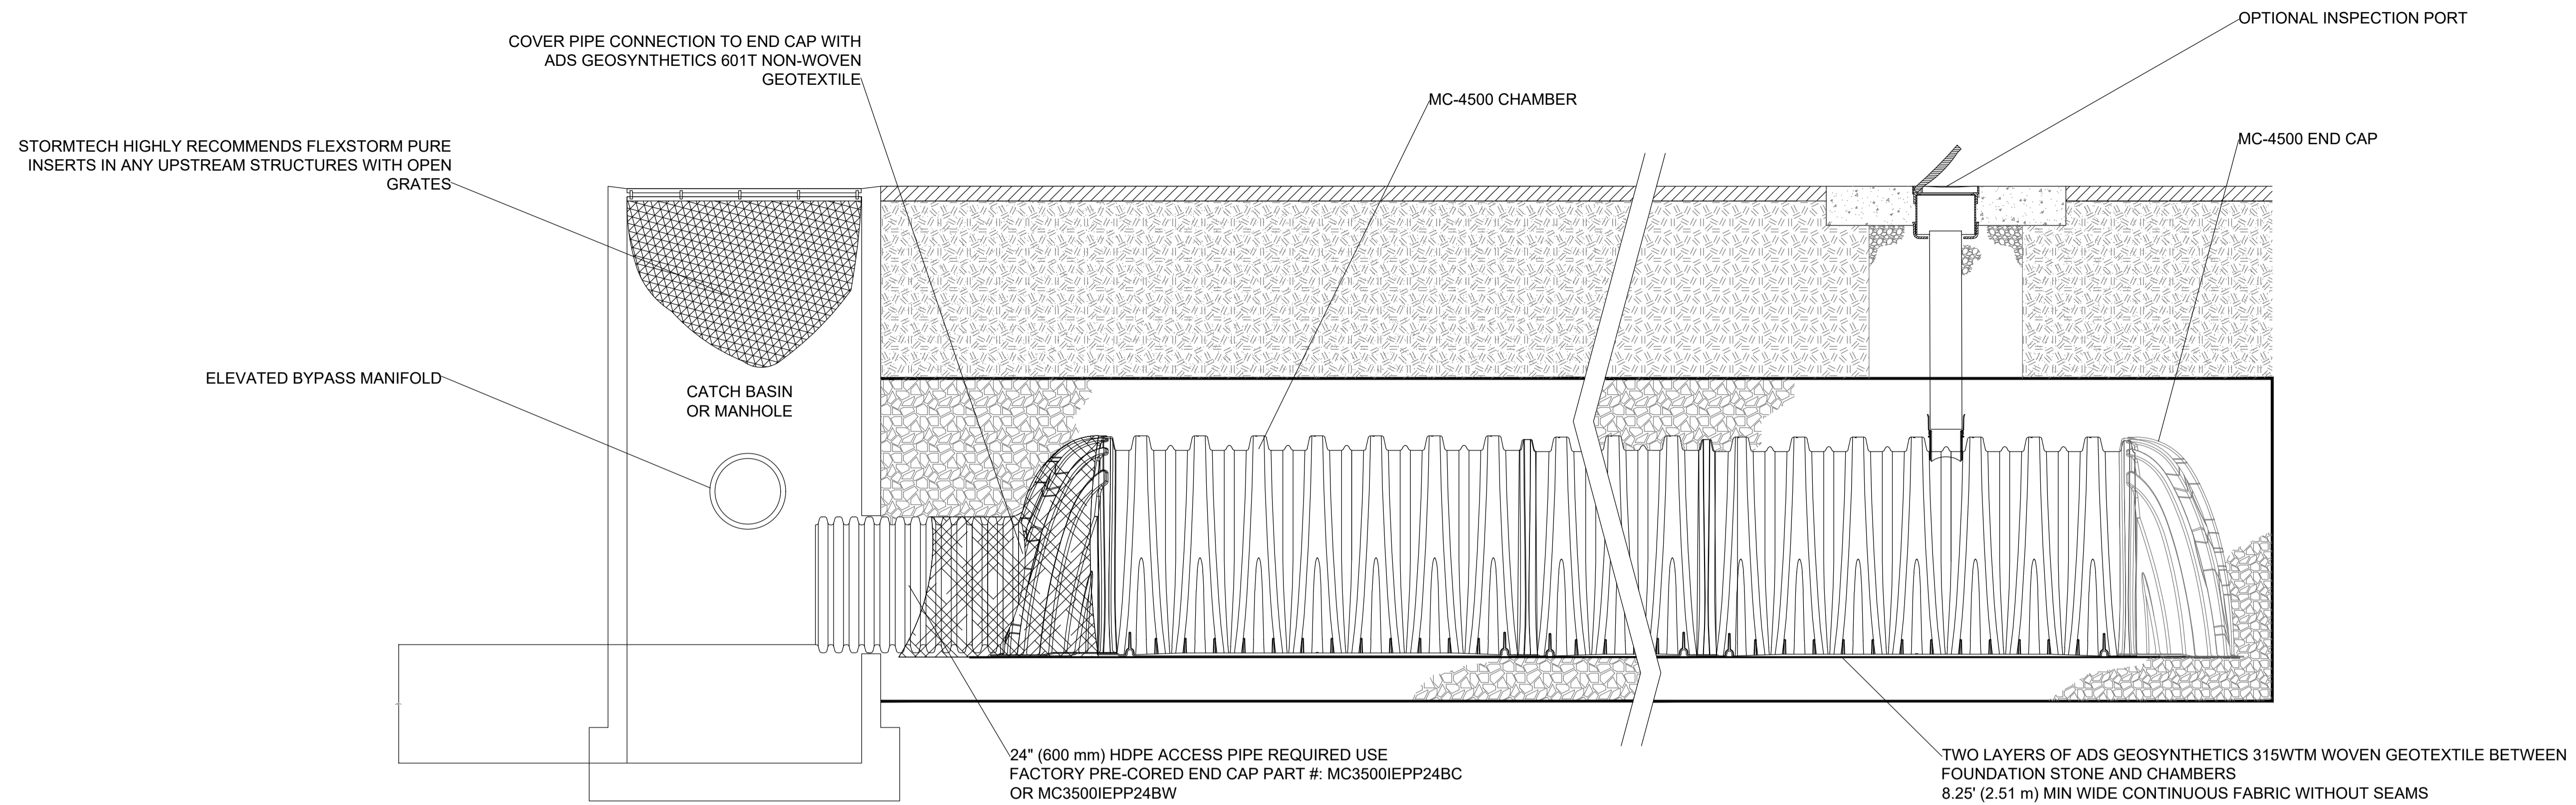 OPTIONAL INSPECTION PORT
COVER PIPE CONNECTION TO END CAP WITH
ADS GEOSYNTHETICS 601T NON-WOVEN
GEOTEXTILE
MC-4500 CHAMBER
MC-4500 END CAP
STORMTECH HIGHLY RECOMMENDS FLEXSTORM PURE
INSERTS IN ANY UPSTREAM STRUCTURES WITH OPEN
GRATES
ELEVATED BYPASS MANIFOLD
CATCH BASIN
OR MANHOLE
24" (600 mm) HDPE ACCESS PIPE REQUIRED USE
FACTORY PRE-CORED END CAP PART #: MC3500IEPP24BC
OR MC3500IEPP24BW
TWO LAYERS OF ADS GEOSYNTHETICS 315WTM WOVEN GEOTEXTILE BETWEEN
FOUNDATION STONE AND CHAMBERS
8.25' (2.51 m) MIN WIDE CONTINUOUS FABRIC WITHOUT SEAMS